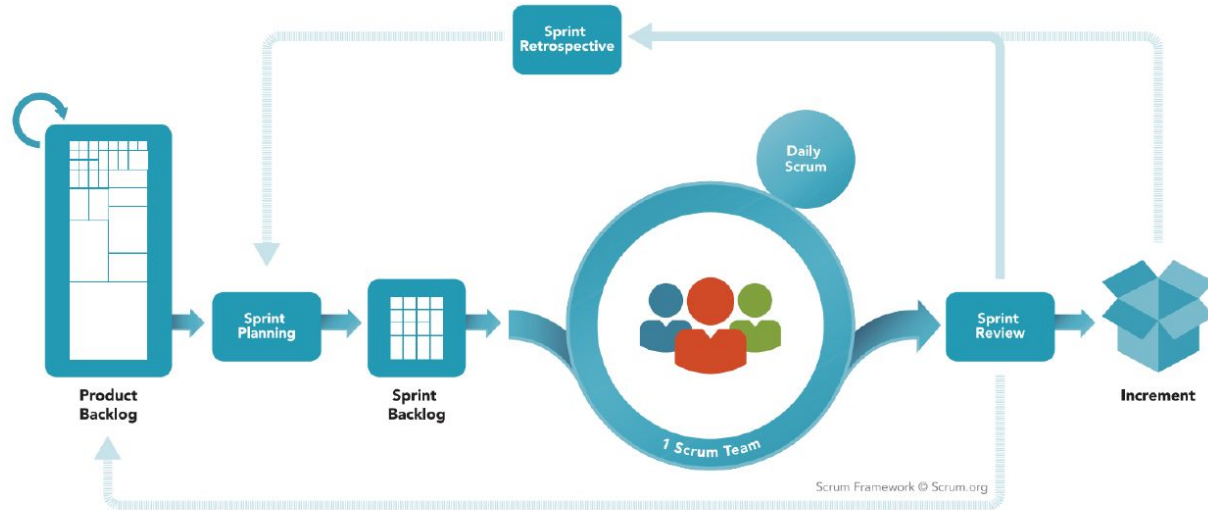 Sprint
Retrospective
Daily
Scrum
Sprint
Planning
Sprint
Review
Product
Backlog
Sprint
Backlog
1 Scrum Team
Increment
Scrum Framework © Scrum.org